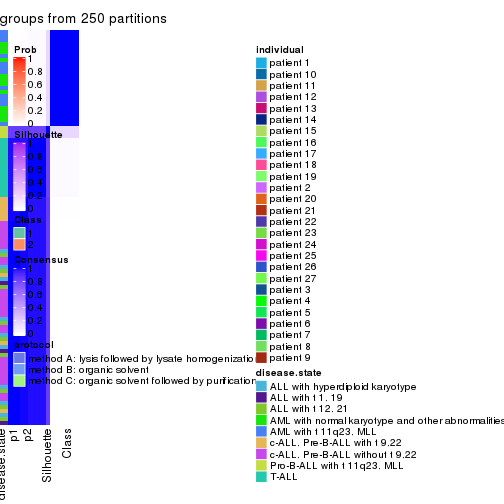 groups from 250 partitions
Prob
1
0.8
0.6
0.4
0.2
0
Silhouette
1
0.8
0.6
0.4
0.2
0
Class
1
2
Consensus
1
0.8
0.6
0.4
0.2
0
protocol
method A: lysis followed by lysate homogenizatio
method B: organic solvent
method C: organic solvent followed by purification
disease.state
p1
p2
Silhouette
Class
individual
patient 1
patient 10
patient 11
patient 12
patient 13
patient 14
patient 15
patient 16
patient 17
patient 18
patient 19
patient 2
patient 20
patient 21
patient 22
patient 23
patient 24
patient 25
patient 26
patient 27
patient 3
patient 4
patient 5
patient 6
patient 7
patient 8
patient 9
disease.state
ALL with hyperdiploid karyotype
ALL with t 1. 19
ALL with t 12. 21
AML with normal karyotype and other abnormalities
AML with t 11q23. MLL
c-ALL. Pre-B-ALL with t 9.22
c-ALL. Pre-B-ALL without t 9.22
Pro-B-ALL with t 11q23. MLL
T-ALL